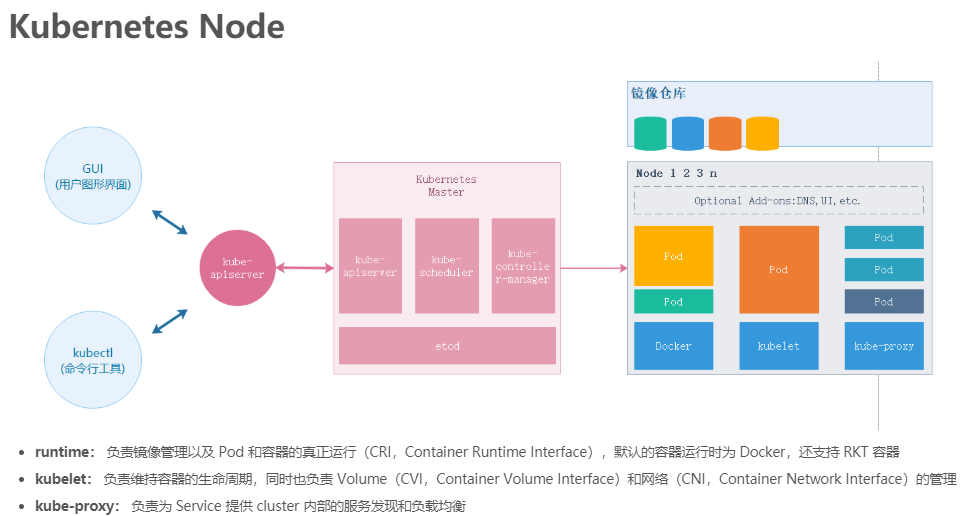 Kubernetes Node
镜像仓库
GUI
(用户图形界面)
kube-
apiserver
kubectl
(命令行工具)
Kubernetes
Master
kube-
apiserver
kube-
scheduler
kube-
controlle
r-manager
etcd
Node 1 2 3 n
Optional Add-ons:DNS,UI,etc.
Pod
Pod
Pod
Pod
Pod
Pod
Docker
kubelet
kube-proxy
runtime： 负责镜像管理以及 Pod 和容器的真正运行（CRI，Container Runtime Interface）, 默认的容器运行时为 Docker，还支持 RKT 容器
kubelet：负责维持容器的生命周期，同时也负责 Volume（CVI，Container Volume Interface）和网络（CNI，Container Network Interface）的管理
kube-proxy：负责为 Service 提供 cluster 内部的服务发现和负载均衡